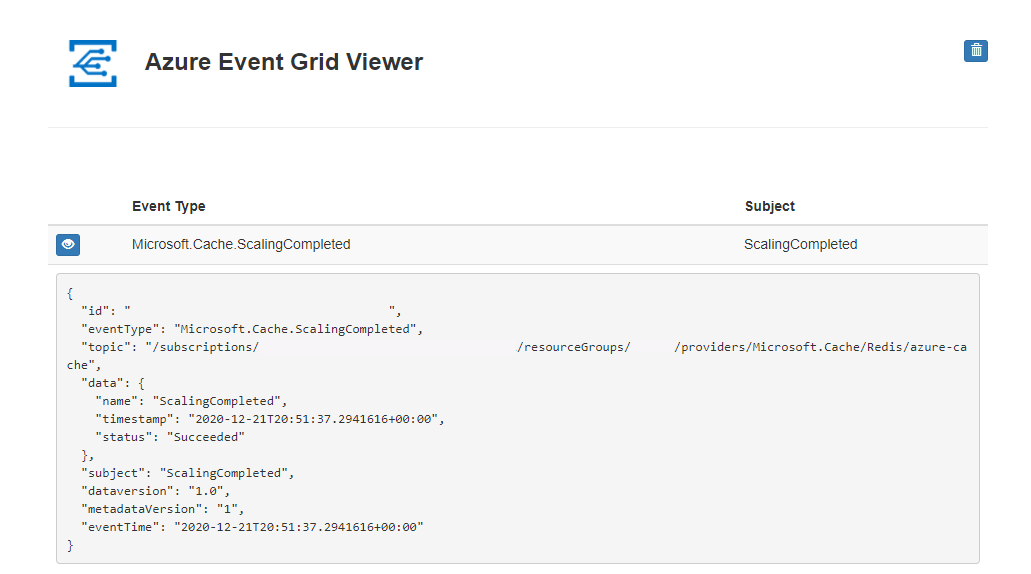 Azure Event Grid Viewer
Event Type Subject
Microsoft.Cache.ScalingCompleted ScalingCompleted
{
"id": " ",
"eventType": "Microsoft.Cache.ScalingCompleted",
"topic": "/subscriptions/ /resourceGroups/ /providers/Microsoft.Cache/Redis/azure-ca
che",
"data": {
"name": "ScalingCompleted",
"timestamp": "2020-12-21T20:51:37.2941616+00:00",
"status": "Succeeded"
},
"subject": "ScalingCompleted",
"dataversion": "1.0",
"metadataVersion": "1",
"eventTime": "2020-12-21T20:51:37.2941616+00:00"
}